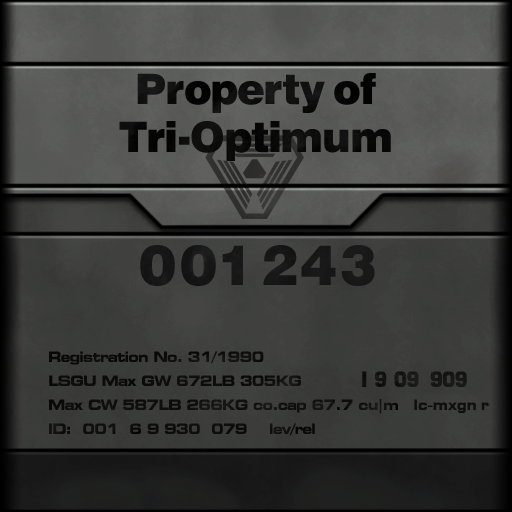 Property of
Tri-Optimum
001 243
Registration No. 31/1990
LSGU Max GW 672LB 305KG I 9 09 909
Max CW 587LB 266KG co.cap 67.7 cu|m lc-mxgn r
ID: 001 6 9 930 079 lev/rel